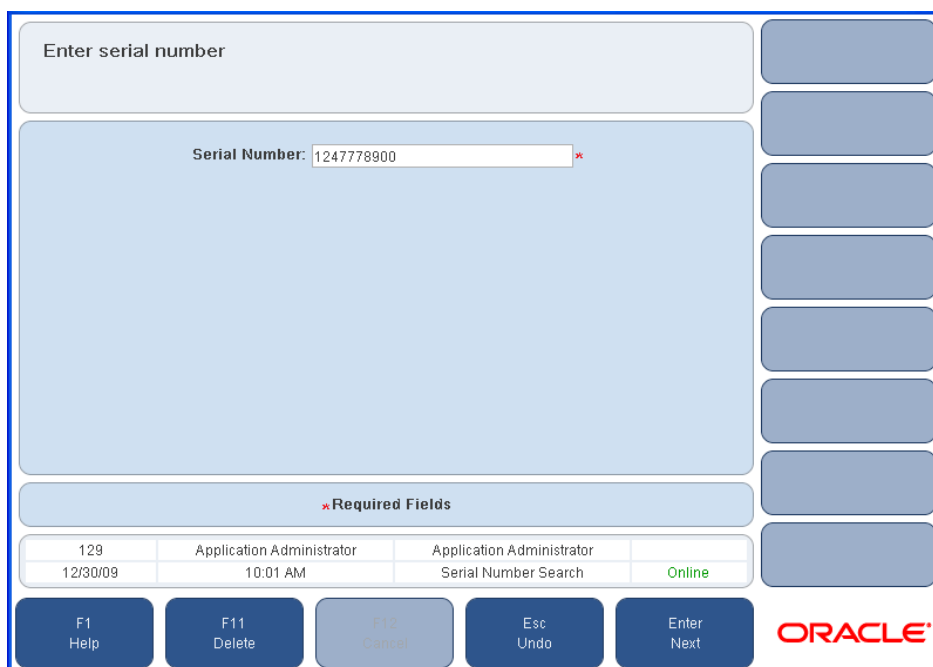 Enter serial number
Serial Number: 1247778900 *
*Required Fields
129 Application Administrator Application Administrator
12/30/09 10:01 AM Serial Number Search Online
F1 F11 F12 Esc Enter
Help Delete Cancel Undo Next
ORACLE